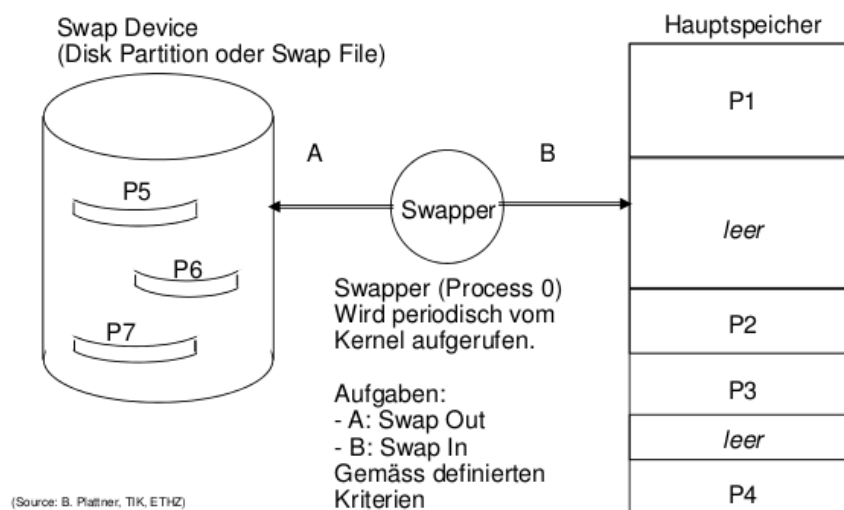 Swap Device
(Disk Partition oder Swap File)
P5
P6
P7
A
Swapper
B
Swapper (Process 0)
Wird periodisch vom
Kernel aufgerufen.
Aufgaben:
- A: Swap Out
- B: Swap In
Gemäss definierten
Kriterien
Hauptspeicher
P1
leer
P2
P3
leer
P4
(Source: B. Plattner, TIK, ETHZ)